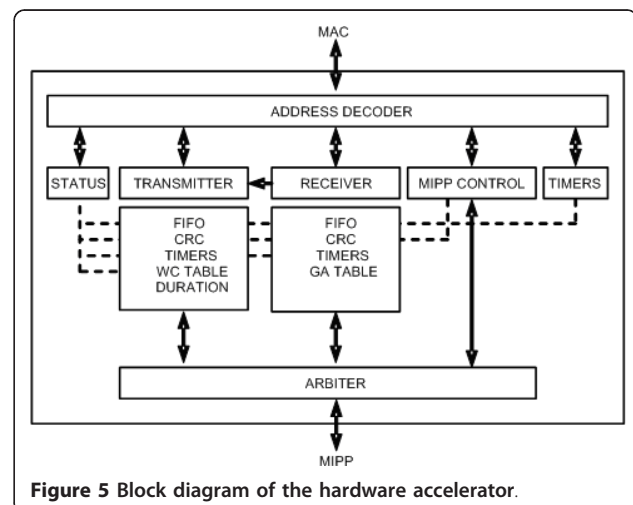 MAC
ADDRESS DECODER
STATUS
TRANSMITTER
RECEIVER
MIPP CONTROL
TIMERS
FIFO
CRC
TIMERS
WC TABLE
DURATION
FIFO
CRC
TIMERS
GA TABLE
ARBITER
MIPP
Figure 5 Block diagram of the hardware accelerator.